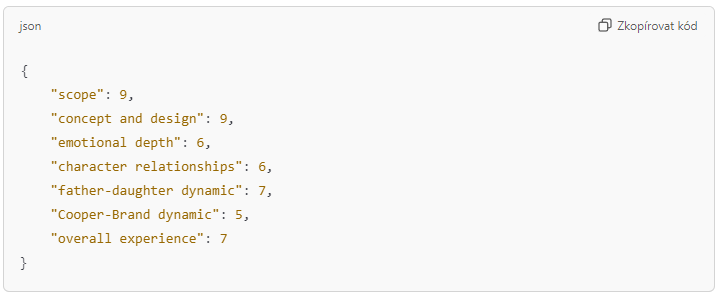 json
Zkopírovat kód
{
    "scope": 9,
    "concept and design": 9,
    "emotional depth": 6,
    "character relationships": 6,
    "father-daughter dynamic": 7,
    "Cooper-Brand dynamic": 5,
    "overall experience": 7
}